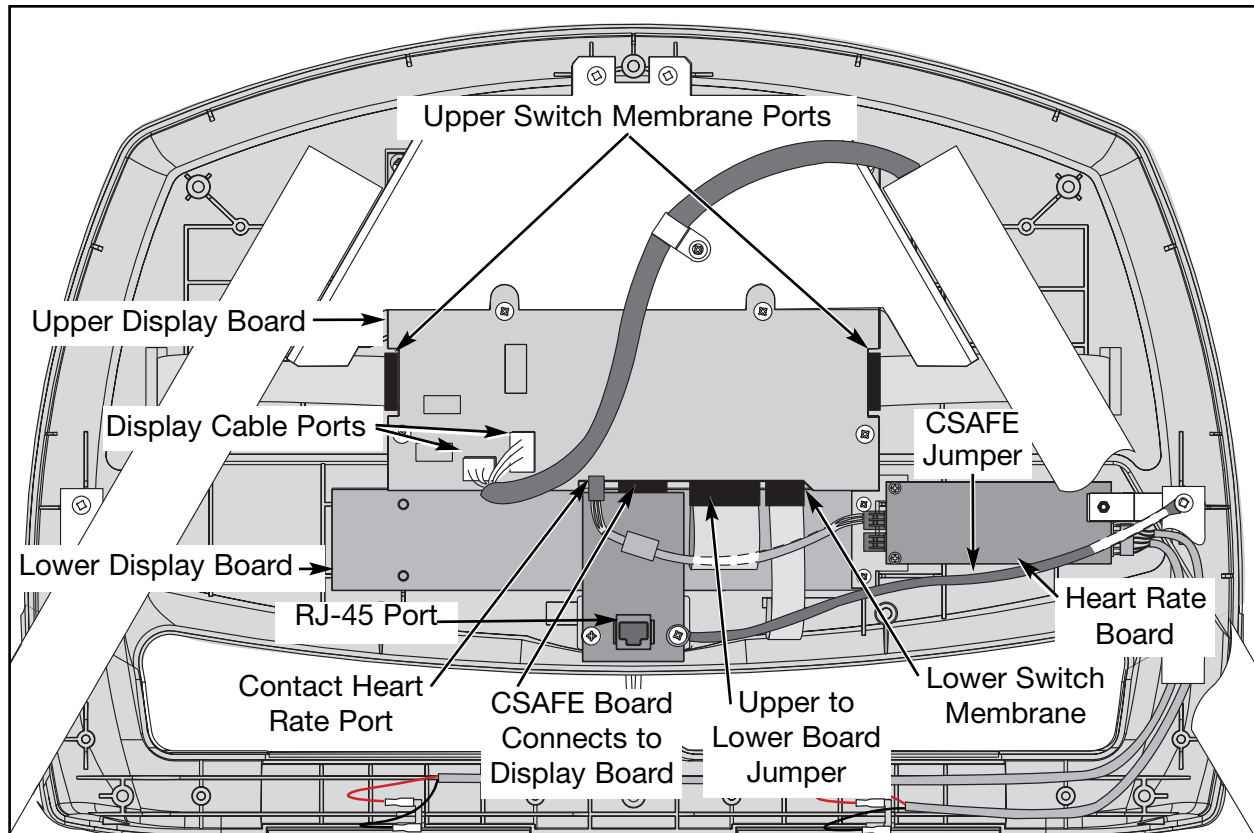 Upper Switch Membrane Ports
Upper Display Board
Display Cable Ports
CSAFE
Jumper
Lower Display Board
RJ-45 Port
Heart Rate
Board
Contact Heart
Rate Port
CSAFE Board
Connects to
Display Board
Upper to
Lower Board
Jumper
Lower Switch
Membrane